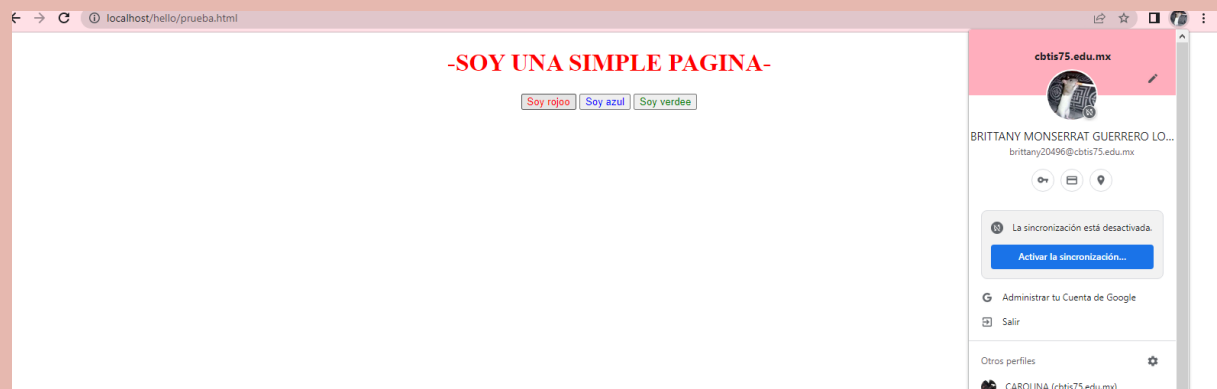 localhost/hello/prueba.html
-SOY UNA SIMPLE PAGINA-
Soy rojoo Soy azul Soy verdee
cbtis75.edu.mx
BRITTANY MONSERRAT GUERRERO LO...
brittany20496@cbtis75.edu.mx
La sincronización está desactivada.
Activar la sincronización...
G Administrar tu Cuenta de Google
Salir
Otros perfiles
CAROLINA (cbtis75.edu.mx)